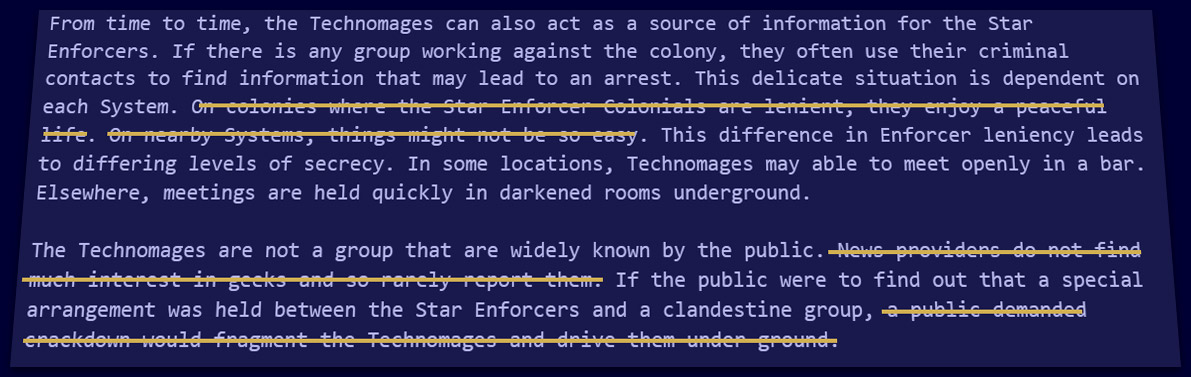 From time to time, the Technomages can also act as a source of information for the Star
Enforcers. If there is any group working against the colony, they often use their criminal
contacts to find information that may lead to an arrest. This delicate situation is dependent on
each System. On colonies where the Star Enforcer Colonials are lenient, they enjoy a peaceful
life. On nearby Systems, things might not be so easy. This difference in Enforcer leniency leads
to differing levels of secrecy. In some locations, Technomages may able to meet openly in a bar.
Elsewhere, meetings are held quickly in darkened rooms underground.
The Technomages are not a group that are widely known by the public. News providers do not find
much interest in geeks and so rarely report them. If the public were to find out that a special
arrangement was held between the Star Enforcers and a clandestine group, a public demanded
crackdown would fragment the Technomages and drive them under ground.